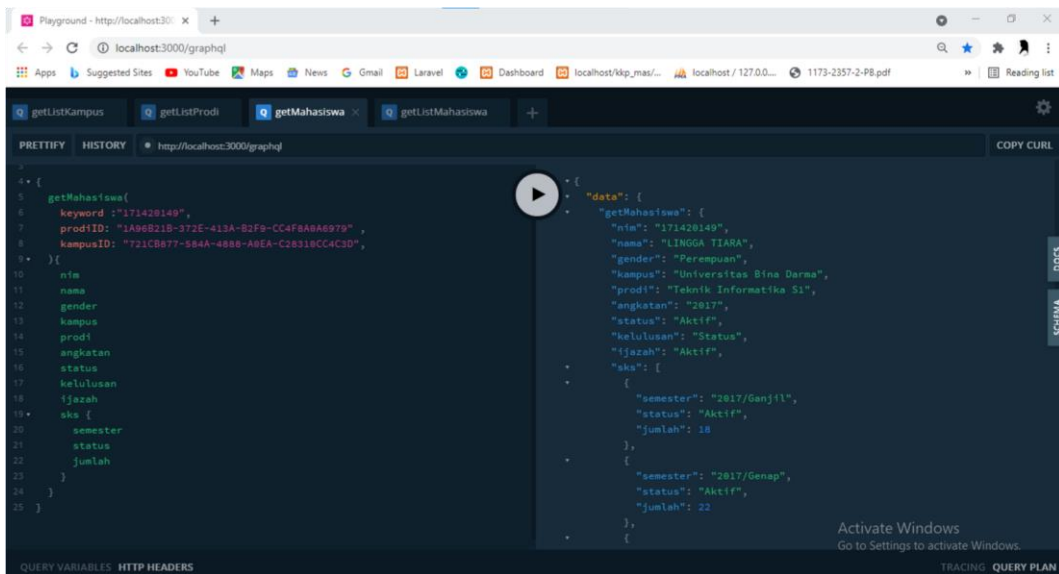 Playground - http://localhost:300
localhost:3000/graphql
Apps
Suggested Sites
YouTube
Maps
News
Gmail
Laravel
Dashboard
localhost/kkp_mas/...
localhost / 127.0.0....
1173-2357-2-PB.pdf
Reading list
getListKampus
getListProdi
getMahasiswa
getListMahasiswa
PRETTIFY
HISTORY
http://localhost:3000/graphql
COPY CURL
3
4 {
5 getMahasiswa(
6 keyword :"171420149",
7 prodiID: "1A96B21B-372E-413A-B2F9-CC4F8A0A6979" ,
8 kampusID: "721CB877-584A-4888-A0EA-C28310CC4C3D",
9 ){
10 nim
11 nama
12 gender
13 kampus
14 prodi
15 angkatan
16 status
17 kelulusan
18 ijazah
19 sks {
20 semester
21 status
22 jumlah
23 }
24 }
25 }
{
"data": {
"getMahasiswa": {
"nim": "171420149",
"nama": "LINGGA TIARA",
"gender": "Perempuan",
"kampus": "Universitas Bina Darma",
"prodi": "Teknik Informatika S1",
"angkatan": "2017",
"status": "Aktif",
"kelulusan": "Status",
"ijazah": "Aktif",
"sks": [
{
"semester": "2017/Ganjil",
"status": "Aktif",
"jumlah": 18
},
{
"semester": "2017/Genap",
"status": "Aktif",
"jumlah": 22
},
{
DOCS
SCHEMA
Activate Windows
Go to Settings to activate Windows.
QUERY VARIABLES
HTTP HEADERS
TRACING
QUERY PLAN